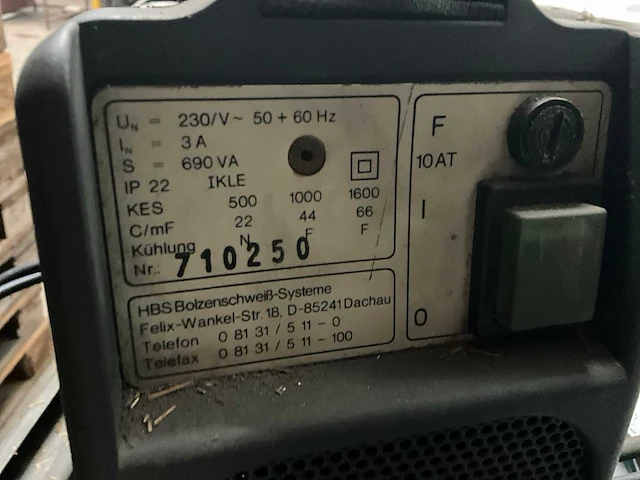 U_N = 230/V~ 50 + 60 Hz
I_N = 3 A
S = 690 VA
IP 22 IKLE
KES 500 1000 1600
C/mF 22 44 66
Kühlung N F F
Nr.: 710250
HBS Bolzenschweiß-Systeme
Felix-Wankel-Str. 18, D-85241 Dachau
Telefon 0 81 31 / 5 11 - 0
Telefax 0 81 31 / 5 11 - 100
F
10AT
I
0